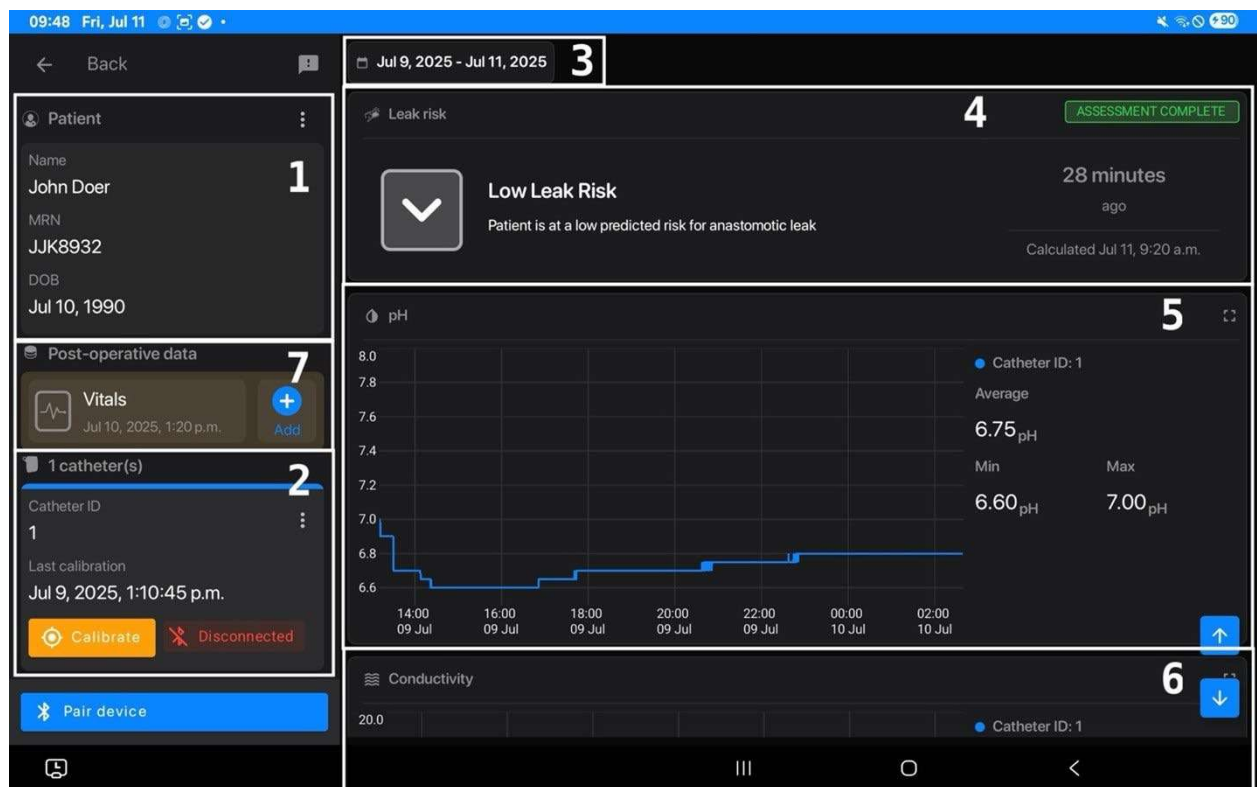 09:48 Fri, Jul 11
90
Back
Patient
1
Name
John Doer
MRN
JJK8932
DOB
Jul 10, 1990
Post-operative data
7
Vitals
Jul 10, 2025, 1:20 p.m.
Add
1 catheter(s)
2
Catheter ID
1
Last calibration
Jul 9, 2025, 1:10:45 p.m.
Calibrate
Disconnected
Pair device
Jul 9, 2025 - Jul 11, 2025
3
Leak risk
4
ASSESSMENT COMPLETE
Low Leak Risk
Patient is at a low predicted risk for anastomotic leak
28 minutes
ago
Calculated Jul 11, 9:20 a.m.
pH
5
8.0
7.8
7.6
7.4
7.2
7.0
6.8
6.6
14:00 16:00 18:00 20:00 22:00 00:00 02:00
09 Jul 09 Jul 09 Jul 09 Jul 09 Jul 10 Jul 10 Jul
Catheter ID: 1
Average
6.75 pH
Min Max
6.60 pH 7.00 pH
Conductivity
6
20.0
Catheter ID: 1